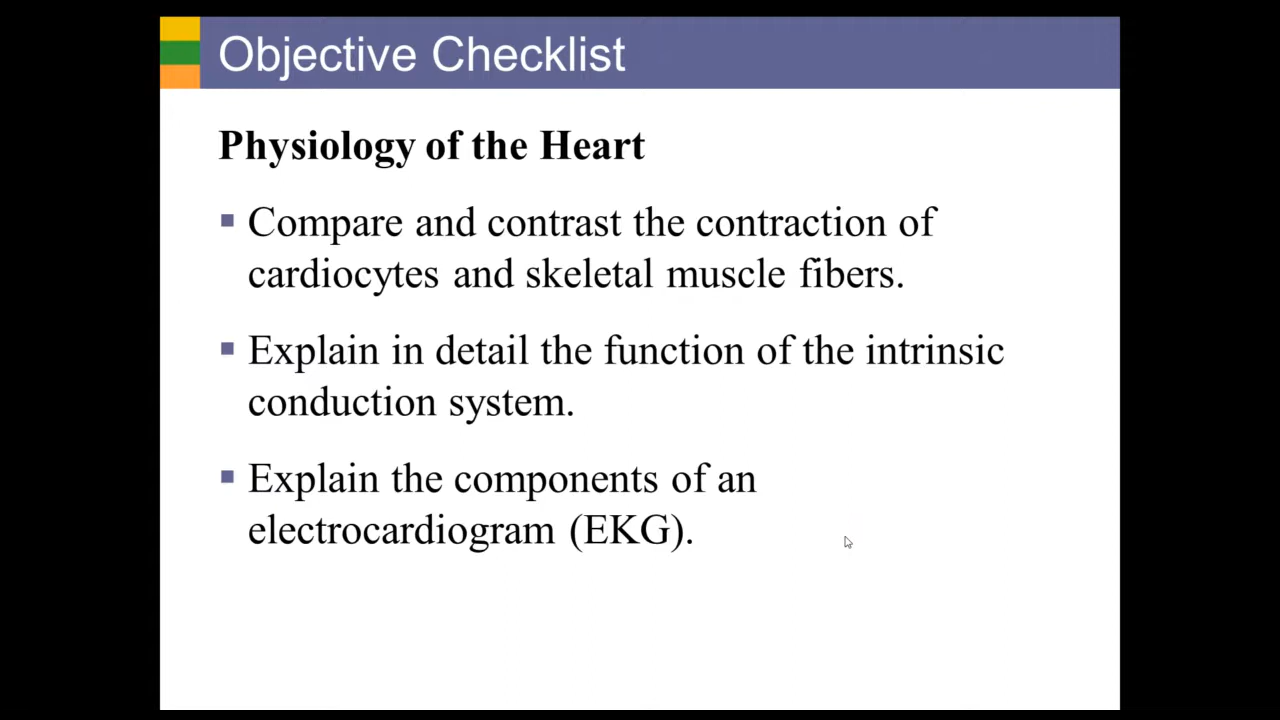 Objective Checklist
Physiology of the Heart
Compare and contrast the contraction of
cardiocytes and skeletal muscle fibers.
Explain in detail the function of the intrinsic
conduction system.
Explain the components of an
electrocardiogram (EKG).